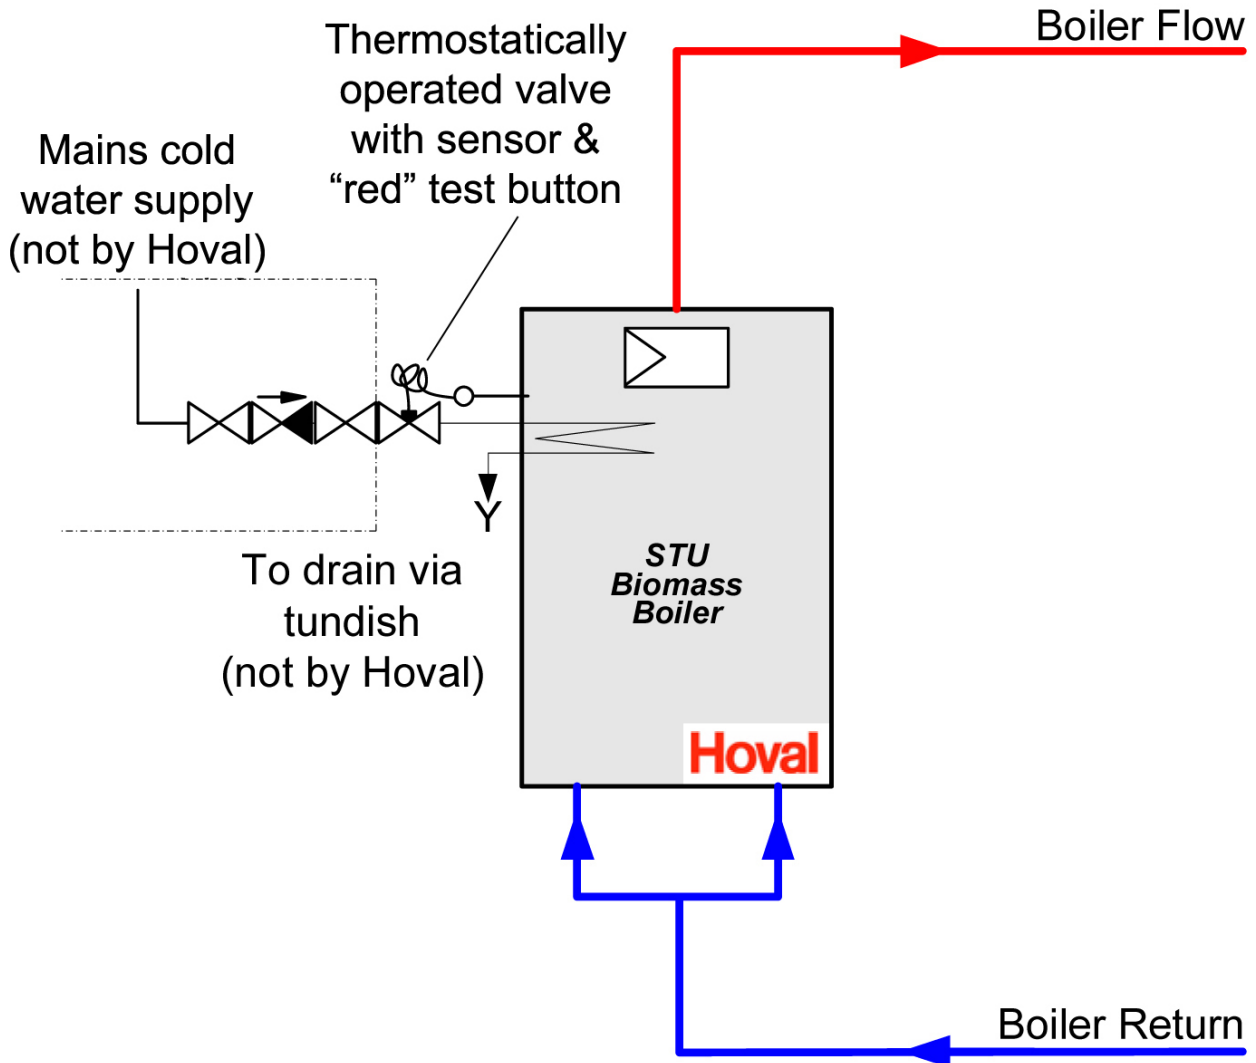 Boiler Flow
Thermostatically
operated valve
with sensor &
“red” test button
Mains cold
water supply
(not by Hoval)
To drain via
tundish
(not by Hoval)
STU
Biomass
Boiler
Hoval
Boiler Return